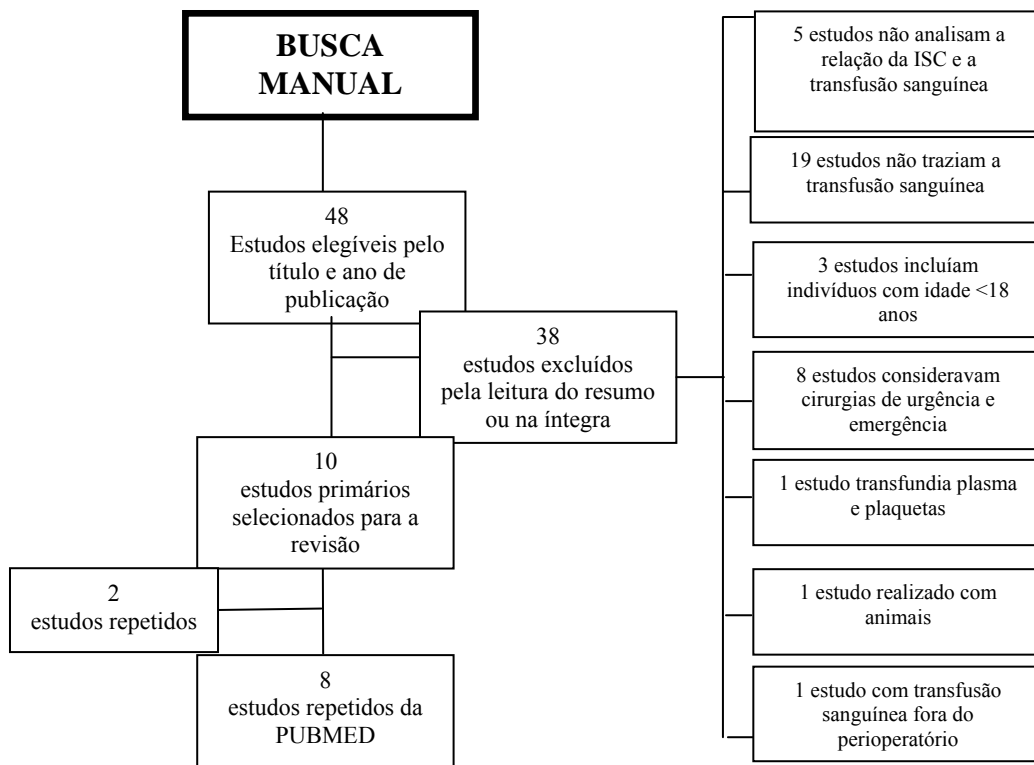 BUSCA
MANUAL
48
Estudos elegíveis pelo
título e ano de
publicação
38
estudos excluídos
pela leitura do resumo
ou na íntegra
10
estudos primários
selecionados para a
revisão
2
estudos repetidos
8
estudos repetidos da
PUBMED
5 estudos não analisam a
relação da ISC e a
transfusão sanguínea
19 estudos não traziam a
transfusão sanguínea
3 estudos incluíam
indivíduos com idade <18
anos
8 estudos consideravam
cirurgias de urgência e
emergência
1 estudo transfundia plasma
e plaquetas
1 estudo realizado com
animais
1 estudo com transfusão
sanguínea fora do
perioperatório